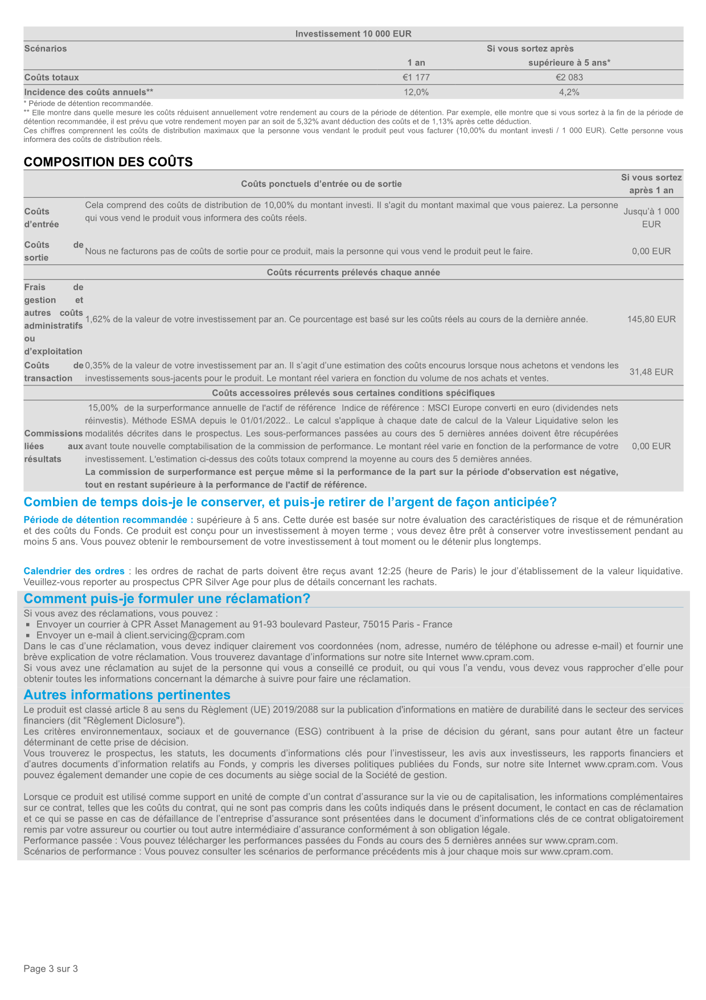 Investissement 10 000 EUR
Scénarios Si vous sortez après
1 an supérieure à 5 ans*
Coûts totaux €1 177 €2 083
Incidence des coûts annuels** 12,0% 4,2%
* Période de détention recommandée.
** Elle montre dans quelle mesure les coûts réduisent annuellement votre rendement au cours de la période de détention. Par exemple, elle montre que si vous sortez à la fin de la période de
détention recommandée, il est prévu que votre rendement moyen par an soit de 5,32% avant déduction des coûts et de 1,13% après cette déduction.
Ces chiffres comprennent les coûts de distribution maximaux que la personne vous vendant le produit peut vous facturer (10,00% du montant investi / 1 000 EUR). Cette personne vous
informera des coûts de distribution réels.
COMPOSITION DES COÛTS
Coûts ponctuels d’entrée ou de sortie
Si vous sortez
après 1 an
Coûts
d’entrée
Cela comprend des coûts de distribution de 10,00% du montant investi. Il s'agit du montant maximal que vous paierez. La personne
qui vous vend le produit vous informera des coûts réels.
Jusqu’à 1 000
EUR
Coûts de
sortie
Nous ne facturons pas de coûts de sortie pour ce produit, mais la personne qui vous vend le produit peut le faire.
0,00 EUR
Coûts récurrents prélevés chaque année
Frais de
gestion et
autres coûts
administratifs
ou
d’exploitation
1,62% de la valeur de votre investissement par an. Ce pourcentage est basé sur les coûts réels au cours de la dernière année.
145,80 EUR
Coûts de
transaction
0,35% de la valeur de votre investissement par an. Il s’agit d’une estimation des coûts encourus lorsque nous achetons et vendons les
investissements sous-jacents pour le produit. Le montant réel variera en fonction du volume de nos achats et ventes.
31,48 EUR
Coûts accessoires prélevés sous certaines conditions spécifiques
Commissions
liées aux
résultats
15,00% de la surperformance annuelle de l'actif de référence Indice de référence : MSCI Europe converti en euro (dividendes nets
réinvestis). Méthode ESMA depuis le 01/01/2022.. Le calcul s'applique à chaque date de calcul de la Valeur Liquidative selon les
modalités décrites dans le prospectus. Les sous-performances passées au cours des 5 dernières années doivent être récupérées
avant toute nouvelle comptabilisation de la commission de performance. Le montant réel varie en fonction de la performance de votre
investissement. L'estimation ci-dessus des coûts totaux comprend la moyenne au cours des 5 dernières années.
La commission de surperformance est perçue même si la performance de la part sur la période d'observation est négative,
tout en restant supérieure à la performance de l'actif de référence.
0,00 EUR
Combien de temps dois-je le conserver, et puis-je retirer de l’argent de façon anticipée?
Période de détention recommandée : supérieure à 5 ans. Cette durée est basée sur notre évaluation des caractéristiques de risque et de rémunération
et des coûts du Fonds. Ce produit est conçu pour un investissement à moyen terme ; vous devez être prêt à conserver votre investissement pendant au
moins 5 ans. Vous pouvez obtenir le remboursement de votre investissement à tout moment ou le détenir plus longtemps.
Calendrier des ordres : les ordres de rachat de parts doivent être reçus avant 12:25 (heure de Paris) le jour d’établissement de la valeur liquidative.
Veuillez-vous reporter au prospectus CPR Silver Age pour plus de détails concernant les rachats.
Comment puis-je formuler une réclamation?
Si vous avez des réclamations, vous pouvez :
▪ Envoyer un courrier à CPR Asset Management au 91-93 boulevard Pasteur, 75015 Paris - France
▪ Envoyer un e-mail à client.servicing@cpram.com
Dans le cas d’une réclamation, vous devez indiquer clairement vos coordonnées (nom, adresse, numéro de téléphone ou adresse e-mail) et fournir une
brève explication de votre réclamation. Vous trouverez davantage d’informations sur notre site Internet www.cpram.com.
Si vous avez une réclamation au sujet de la personne qui vous a conseillé ce produit, ou qui vous l’a vendu, vous devez vous rapprocher d’elle pour
obtenir toutes les informations concernant la démarche à suivre pour faire une réclamation.
Autres informations pertinentes
Le produit est classé article 8 au sens du Règlement (UE) 2019/2088 sur la publication d'informations en matière de durabilité dans le secteur des services
financiers (dit "Règlement Diclosure").
Les critères environnementaux, sociaux et de gouvernance (ESG) contribuent à la prise de décision du gérant, sans pour autant être un facteur
déterminant de cette prise de décision.
Vous trouverez le prospectus, les statuts, les documents d’informations clés pour l’investisseur, les avis aux investisseurs, les rapports financiers et
d’autres documents d’information relatifs au Fonds, y compris les diverses politiques publiées du Fonds, sur notre site Internet www.cpram.com. Vous
pouvez également demander une copie de ces documents au siège social de la Société de gestion.
Lorsque ce produit est utilisé comme support en unité de compte d’un contrat d’assurance sur la vie ou de capitalisation, les informations complémentaires
sur ce contrat, telles que les coûts du contrat, qui ne sont pas compris dans les coûts indiqués dans le présent document, le contact en cas de réclamation
et ce qui se passe en cas de défaillance de l’entreprise d’assurance sont présentées dans le document d’informations clés de ce contrat obligatoirement
remis par votre assureur ou courtier ou tout autre intermédiaire d’assurance conformément à son obligation légale.
Performance passée : Vous pouvez télécharger les performances passées du Fonds au cours des 5 dernières années sur www.cpram.com.
Scénarios de performance : Vous pouvez consulter les scénarios de performance précédents mis à jour chaque mois sur www.cpram.com.
Page 3 sur 3